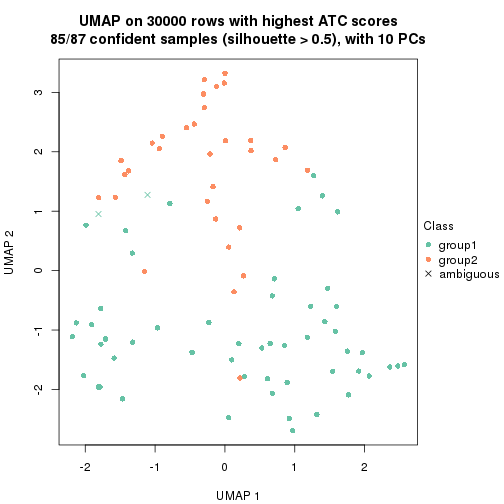 UMAP on 30000 rows with highest ATC scores
85/87 confident samples (silhouette > 0.5), with 10 PCs
3
2
1
0
-1
-2
UMAP 2
-2
-1
0
1
2
UMAP 1
Class
group1
group2
ambiguous